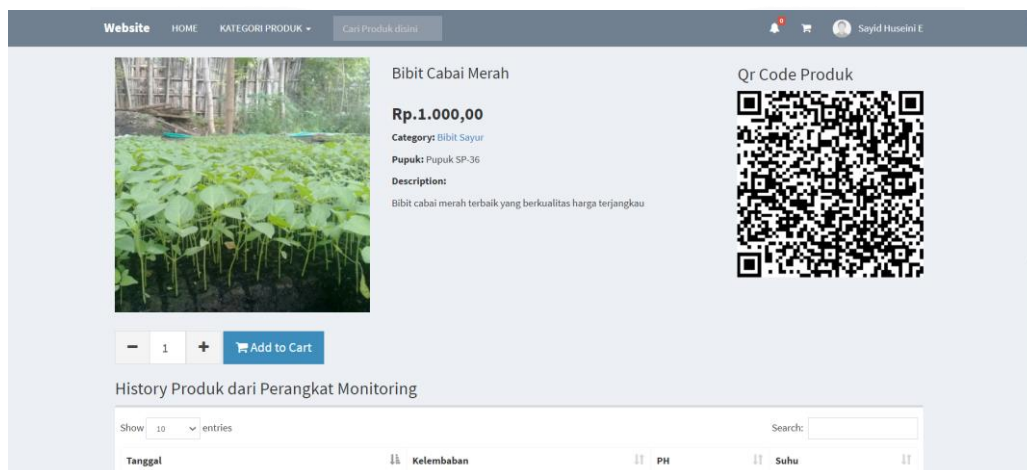 Website HOME KATEGORI PRODUK Cari Produk disini 0 Sayid Huseini E
Bibit Cabai Merah
Rp.1.000,00
Category: Bibit Sayur
Pupuk: Pupuk SP-36
Description:
Bibit cabai merah terbaik yang berkualitas harga terjangkau
Qr Code Produk
1 Add to Cart
History Produk dari Perangkat Monitoring
Show 10 entries Search:
Tanggal Kelembaban PH Suhu